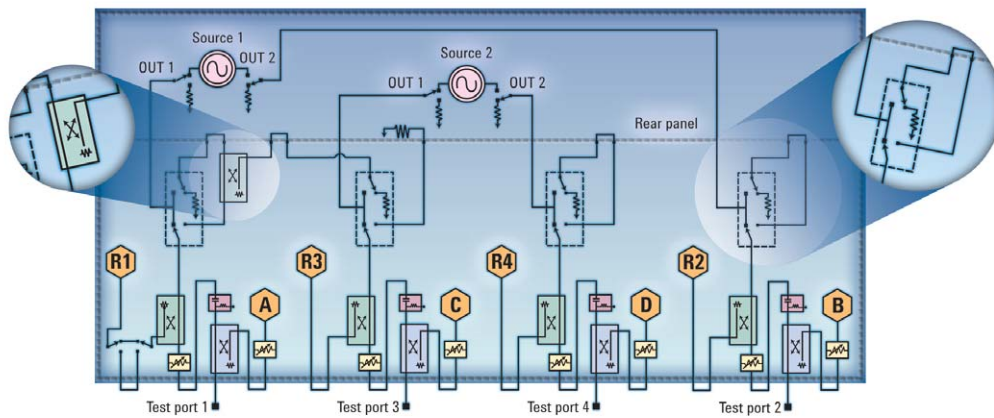 Source 1
OUT 1
OUT 2
Source 2
OUT 1
OUT 2
Rear panel
R1
R3
R4
R2
A
C
D
B
Test port 1
Test port 3
Test port 4
Test port 2